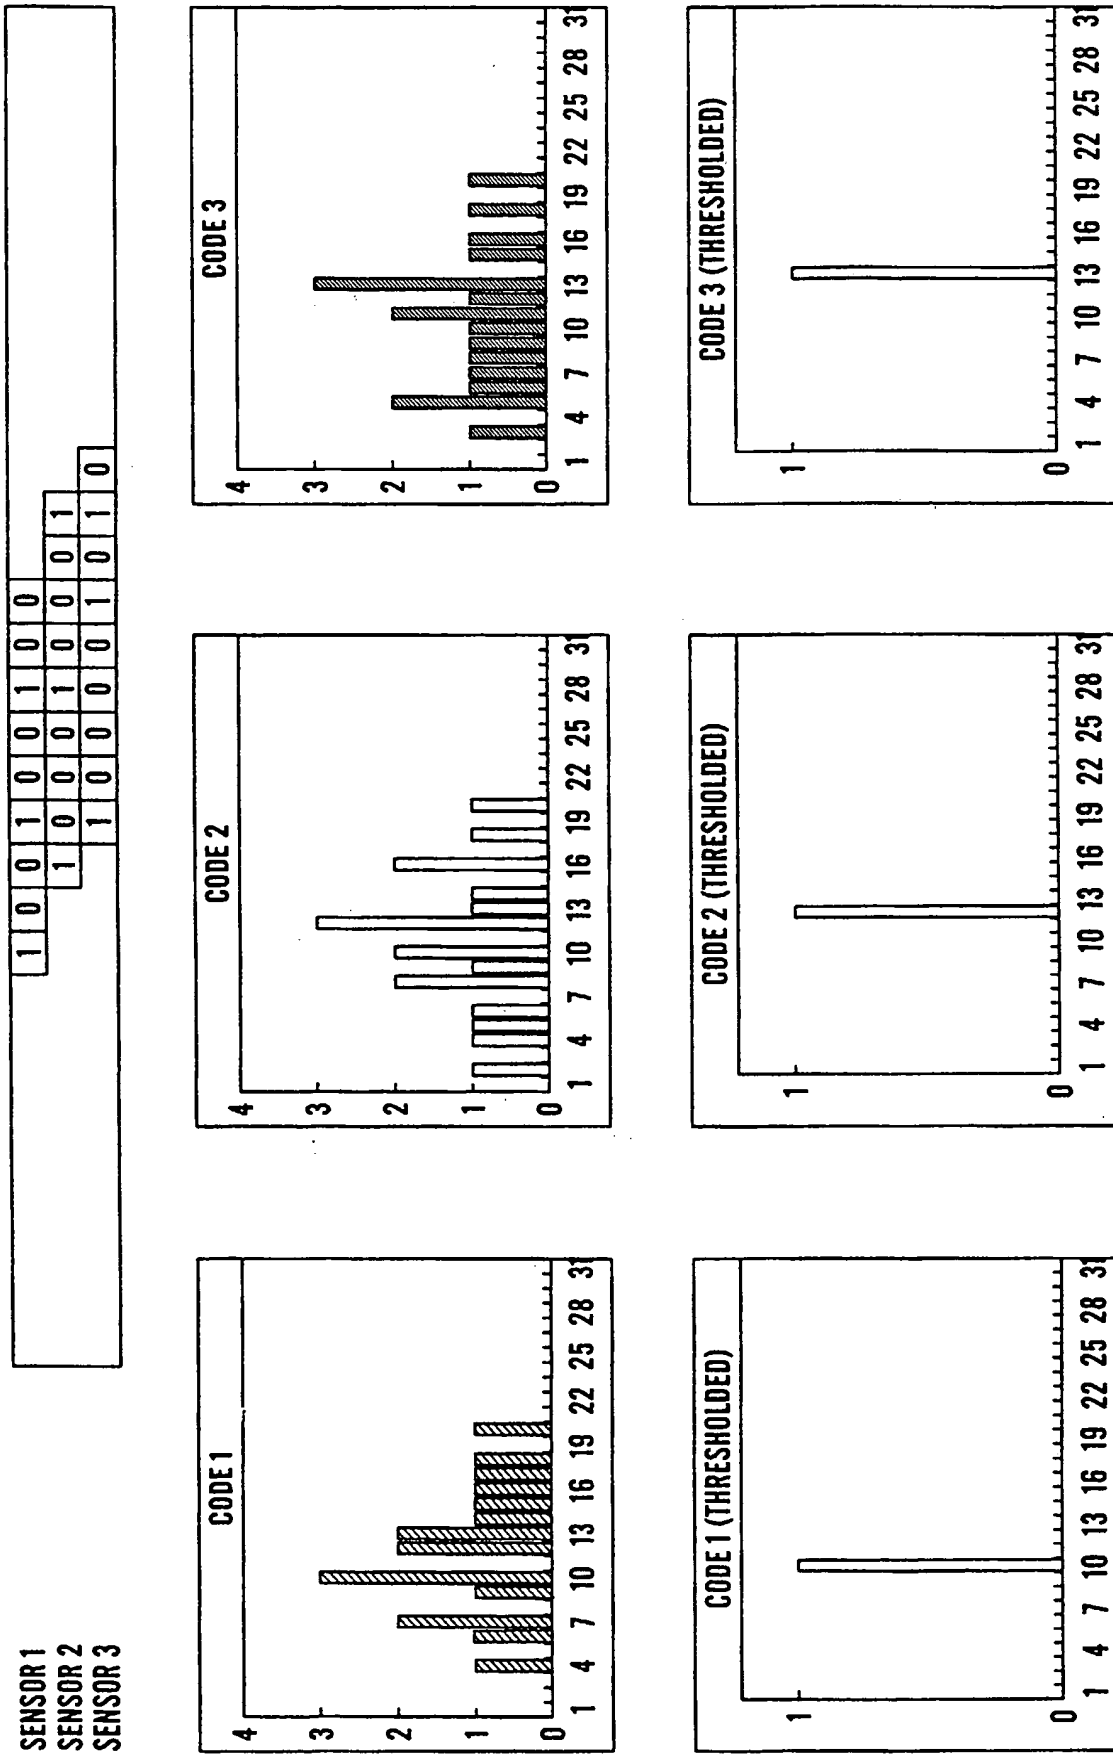 SENSOR 1 1 0 0 1 0 0 1 0 0
SENSOR 2 1 0 0 0 1 0 0 0 1
SENSOR 3 1 0 0 0 0 1 0 1 0
CODE 1
4
3
2
1
0
1 4 7 10 13 16 19 22 25 28 31
CODE 2
4
3
2
1
0
1 4 7 10 13 16 19 22 25 28 31
CODE 3
4
3
2
1
0
1 4 7 10 13 16 19 22 25 28 31
CODE 1 (THRESHOLDED)
1
0
1 4 7 10 13 16 19 22 25 28 31
CODE 2 (THRESHOLDED)
1
0
1 4 7 10 13 16 19 22 25 28 31
CODE 3 (THRESHOLDED)
1
0
1 4 7 10 13 16 19 22 25 28 31